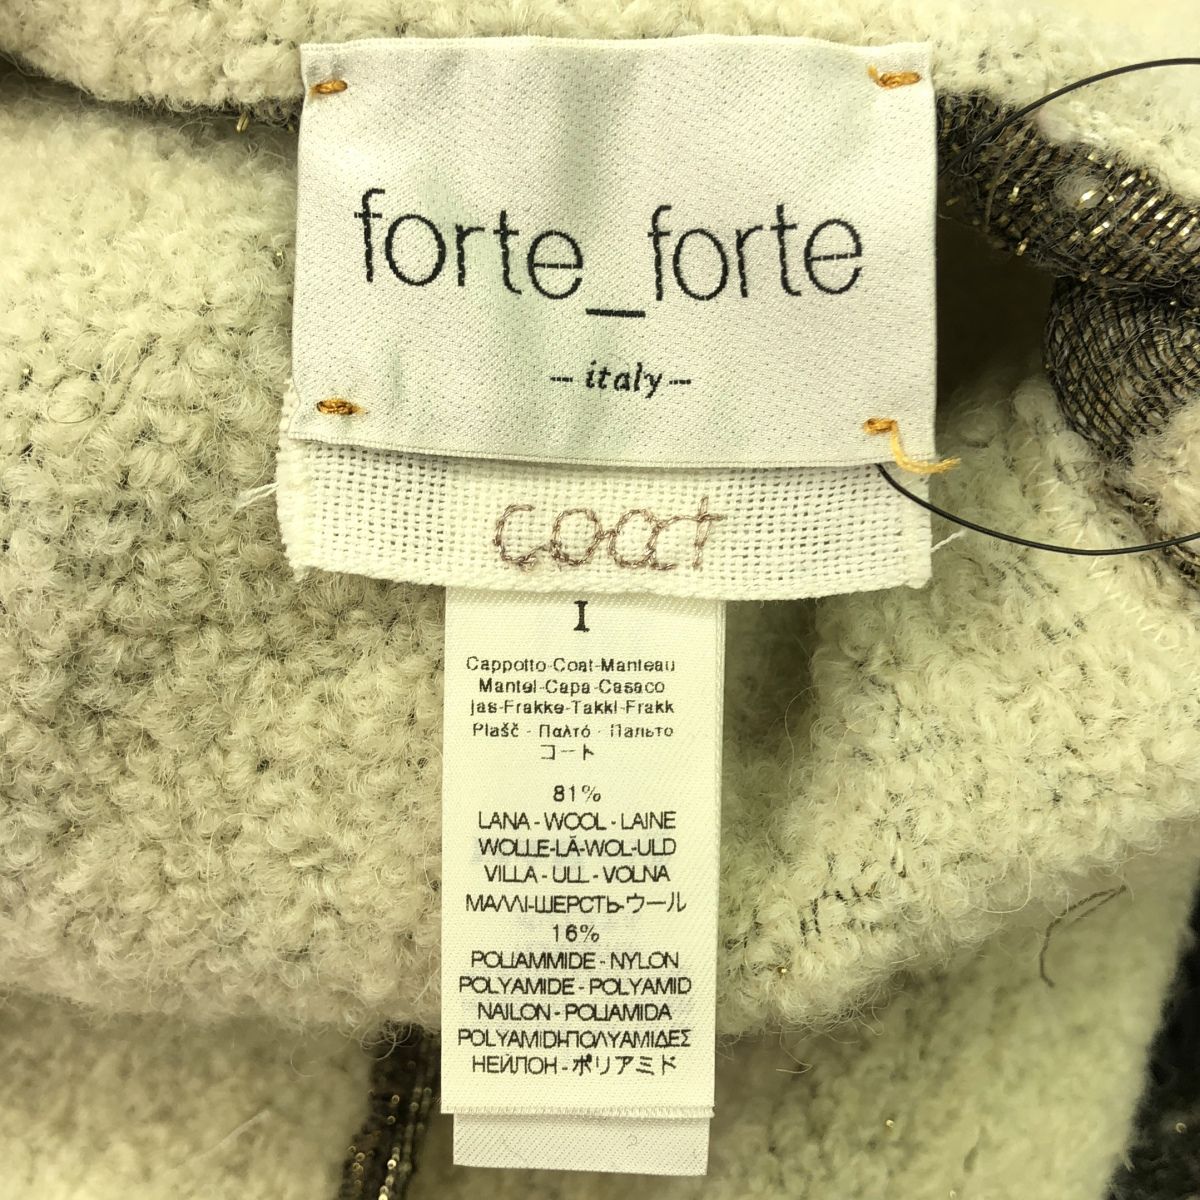 forte_forte
- italy -
coat
I
Cappotto-Coat-Manteau
Mantel-Capa-Casaco
jas-Frakke-Takki-Frakk
Plašč - Παλτό - Пальто
コート
81%
LANA - WOOL - LAINE
WOLLE-LÃ-WOL-ULD
VILLA - ULL - VOLNA
ΜΑΛΛΙ-ШЕРСТЬ-ウール
16%
POLIAMMIDE - NYLON
POLYAMIDE - POLYAMID
NAILON - POLIAMIDA
POLYAMID-ΠΟΛΥΑΜΙΔΕΣ
НЕЙЛОН - ポリアミド